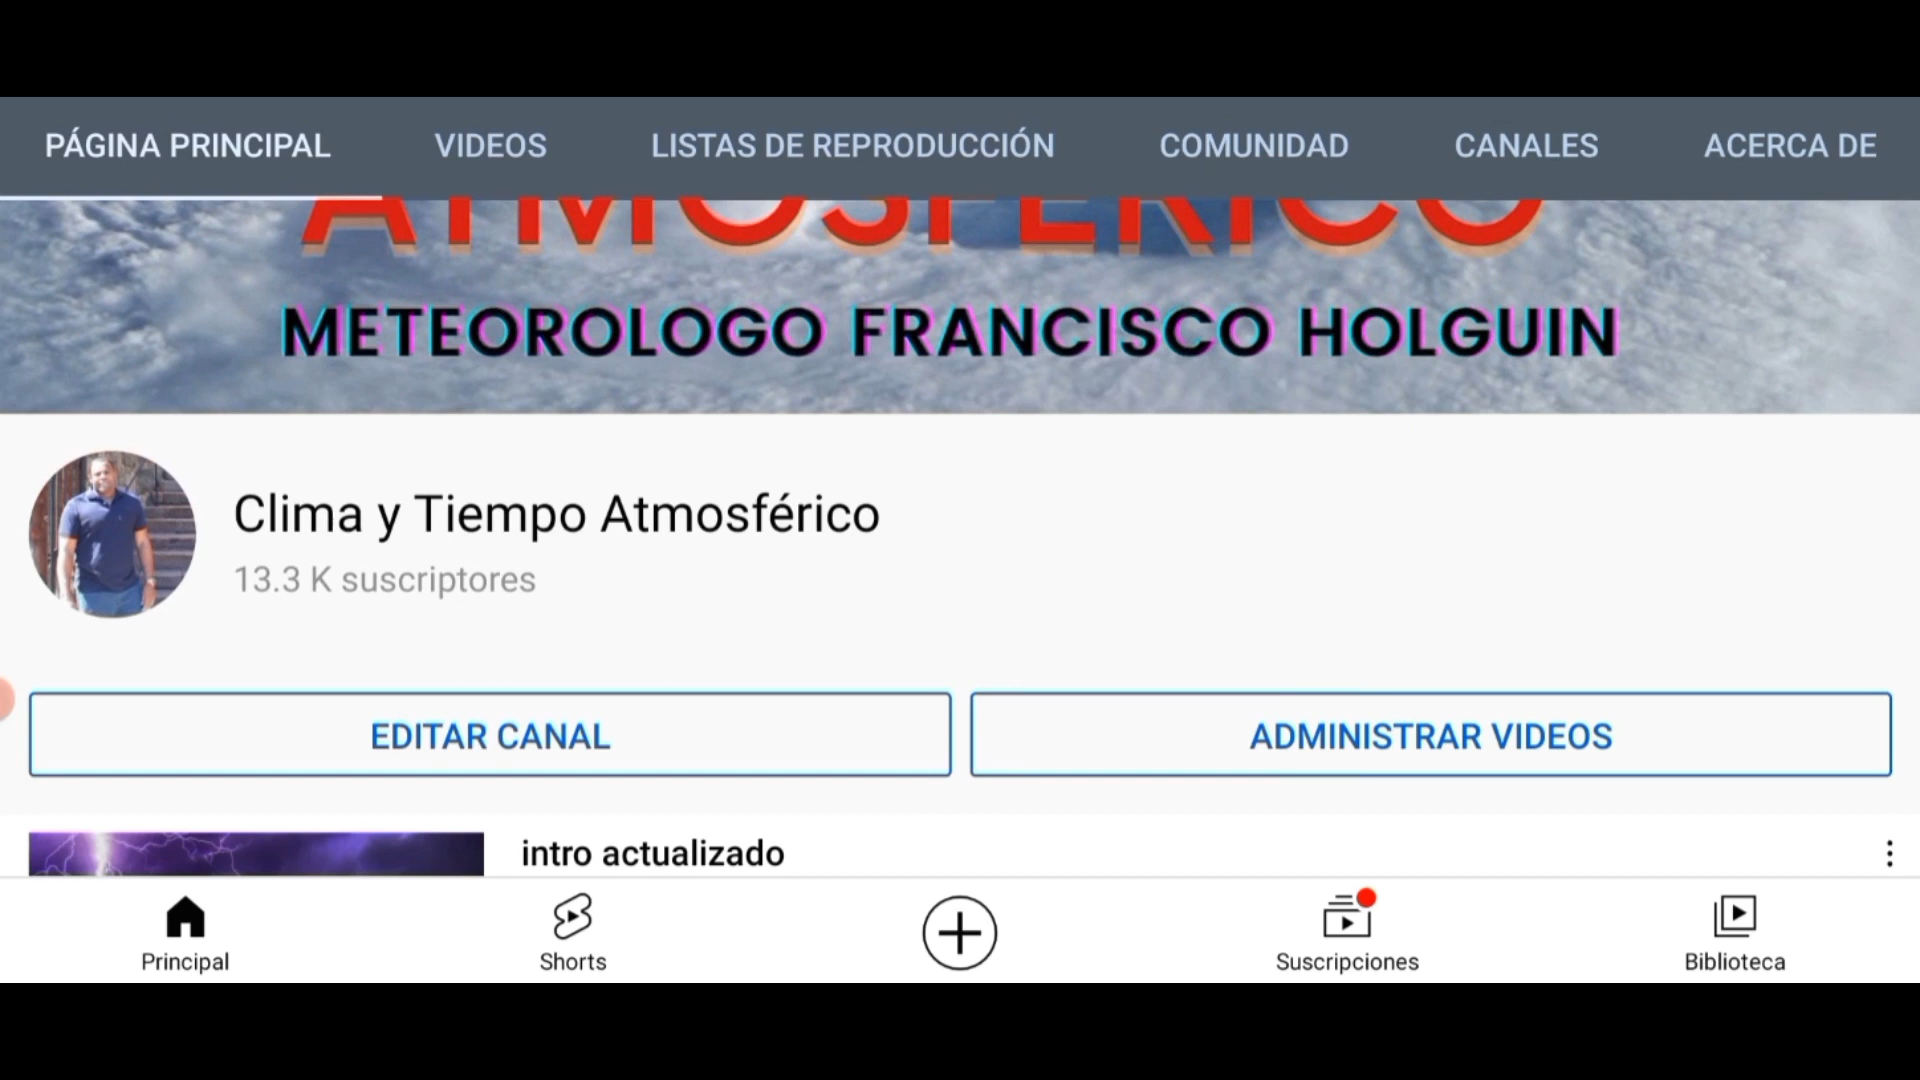 PÁGINA PRINCIPAL VIDEOS LISTAS DE REPRODUCCIÓN COMUNIDAD CANALES ACERCA DE
ATMOSFERICO
METEOROLOGO FRANCISCO HOLGUIN
Clima y Tiempo Atmosférico
13.3 K suscriptores
EDITAR CANAL ADMINISTRAR VIDEOS
intro actualizado
Principal Shorts Suscripciones Biblioteca